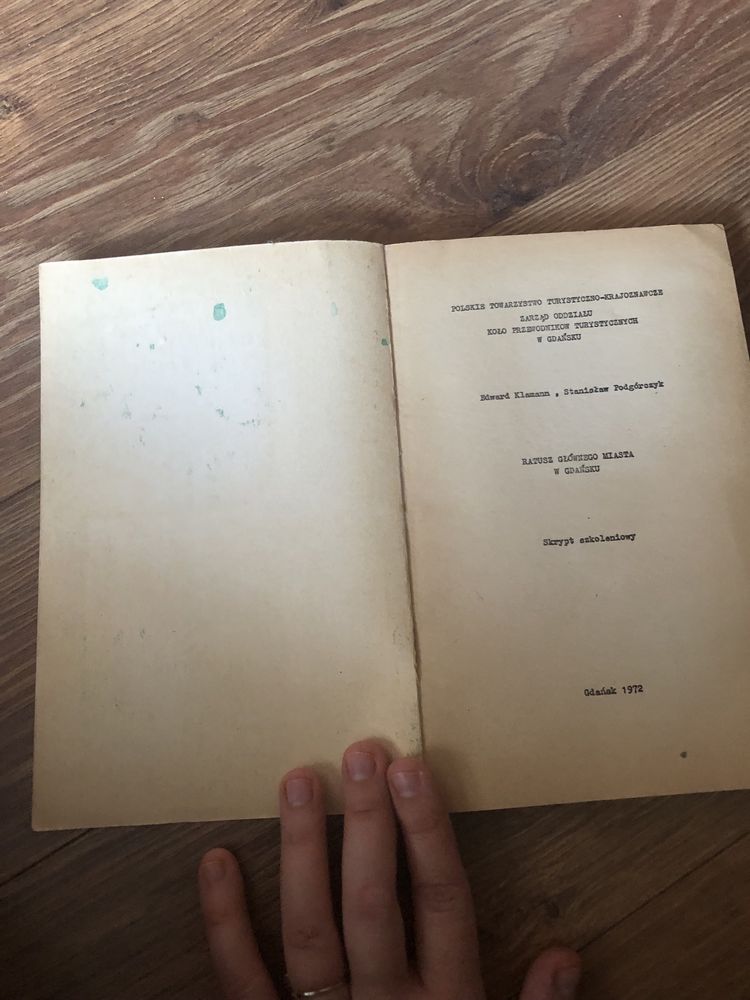 POLSKIE TOWARZYSTWO TURYSTYCZNO-KRAJOZNAWCZE
ZARZĄD ODDZIAŁU
KOŁO PRZEWODNIKOW TURYSTYCZNYCH
W GDAŃSKU
Edward Klamann , Stanisław Podgórczyk
RATUSZ GŁÓWNEGO MIASTA
W GDAŃSKU
Skrypt szkoleniowy
Gdańsk 1972